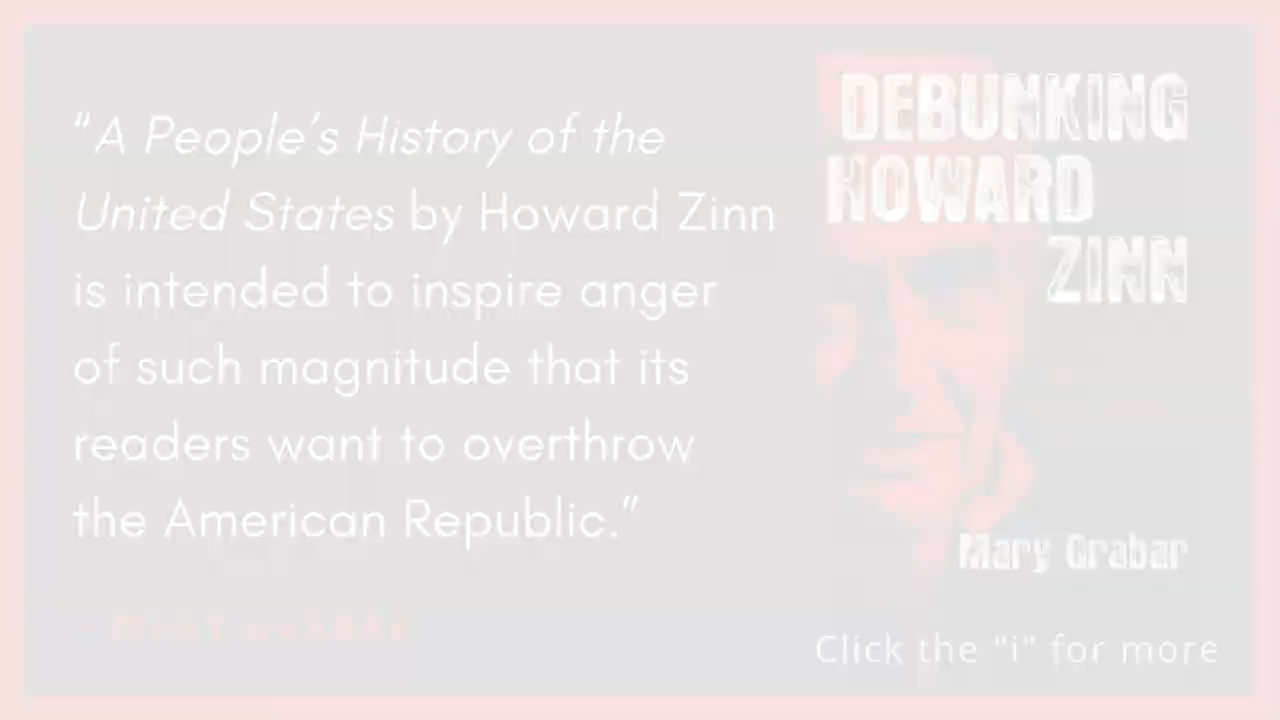 "A People's History of the
United States by Howard Zinn
is intended to inspire anger
of such magnitude that its
readers want to overthrow
the American Republic."
DEBUNKING
HOWARD
ZINN
Mary Grabar
Click the "i" for more